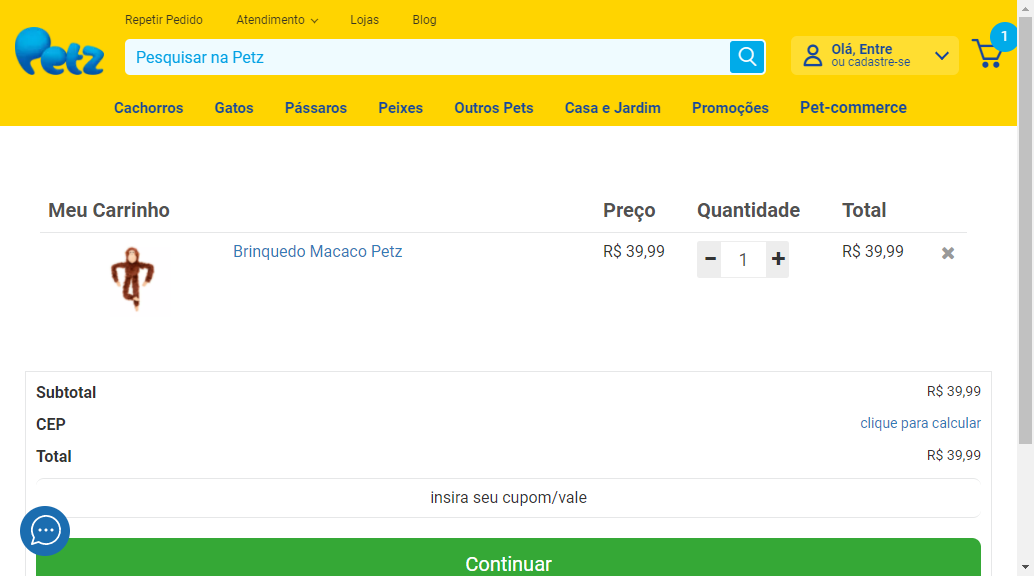 Repetir Pedido Atendimento Lojas Blog
Petz
Pesquisar na Petz
Olá, Entre
ou cadastre-se
1
Cachorros Gatos Pássaros Peixes Outros Pets Casa e Jardim Promoções Pet-commerce
Meu Carrinho Preço Quantidade Total
Brinquedo Macaco Petz R$ 39,99 - 1 + R$ 39,99 ✖
Subtotal R$ 39,99
CEP clique para calcular
Total R$ 39,99
insira seu cupom/vale
Continuar